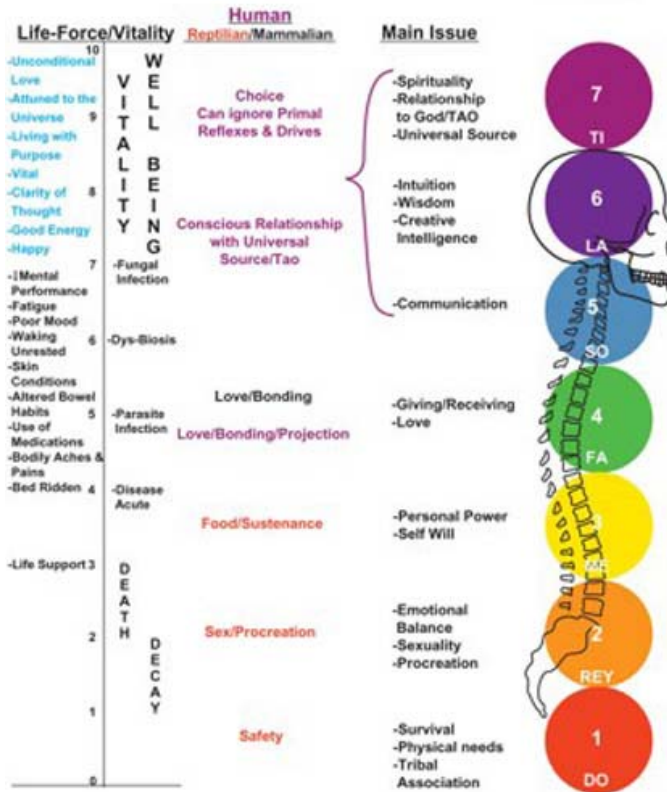 Human
Life-Force/Vitality
Reptilian/Mammalian
Main Issue
10
-Unconditional
Love
-Attuned to the
Universe
9
-Living with
Purpose
-Vital
8
-Clarity of
Thought
-Good Energy
-Happy
7
-↓Mental
Performance
-Fatigue
-Poor Mood
-Waking
6
Unrested
-Skin
Conditions
-Altered Bowel
Habits
5
-Use of
Medications
-Bodily Aches &
Pains
-Bed Ridden
4
-Life Support
3
2
1
0
VITALITY
WELL BEING
-Fungal
Infection
-Dys-Biosis
-Parasite
Infection
-Disease
Acute
DEATH
DECAY
Choice
Can ignore Primal
Reflexes & Drives
Conscious Relationship
with Universal
Source/Tao
Love/Bonding
Love/Bonding/Projection
Food/Sustenance
Sex/Procreation
Safety
-Spirituality
-Relationship
to God/TAO
-Universal Source
-Intuition
-Wisdom
-Creative
Intelligence
-Communication
-Giving/Receiving
-Love
-Personal Power
-Self Will
-Emotional
Balance
-Sexuality
-Procreation
-Survival
-Physical needs
-Tribal
Association
7
TI
6
LA
5
SO
4
FA
3
2
REY
1
DO